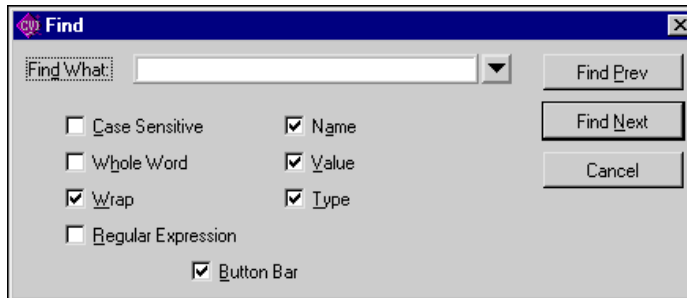 CVI Find
Find What:
Find Prev
Case Sensitive
Name
Find Next
Whole Word
Value
Cancel
Wrap
Type
Regular Expression
Button Bar